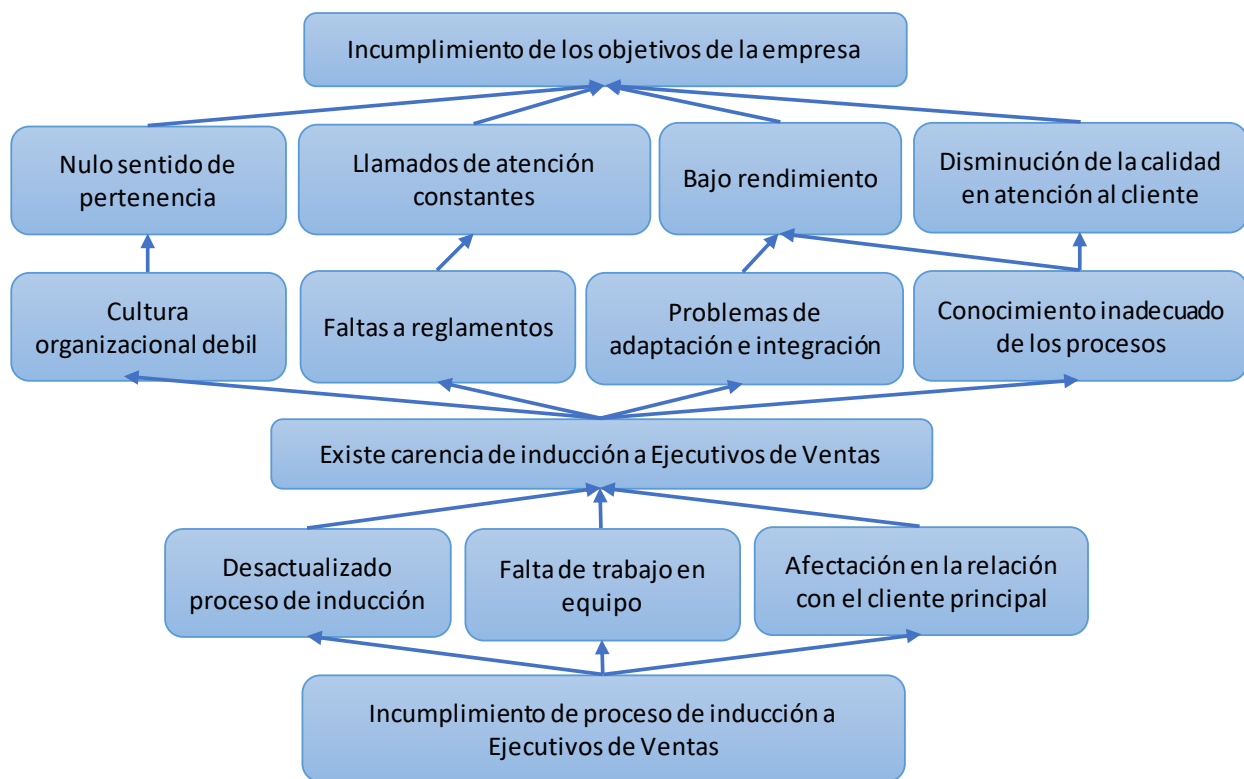 Incumplimiento de los objetivos de la empresa
Nulo sentido de
pertenencia
Llamados de atención
constantes
Bajo rendimiento
Disminución de la calidad
en atención al cliente
Cultura
organizacional debil
Faltas a reglamentos
Problemas de
adaptación e integración
Conocimiento inadecuado
de los procesos
Existe carencia de inducción a Ejecutivos de Ventas
Desactualizado
proceso de inducción
Falta de trabajo en
equipo
Afectación en la relación
con el cliente principal
Incumplimiento de proceso de inducción a
Ejecutivos de Ventas